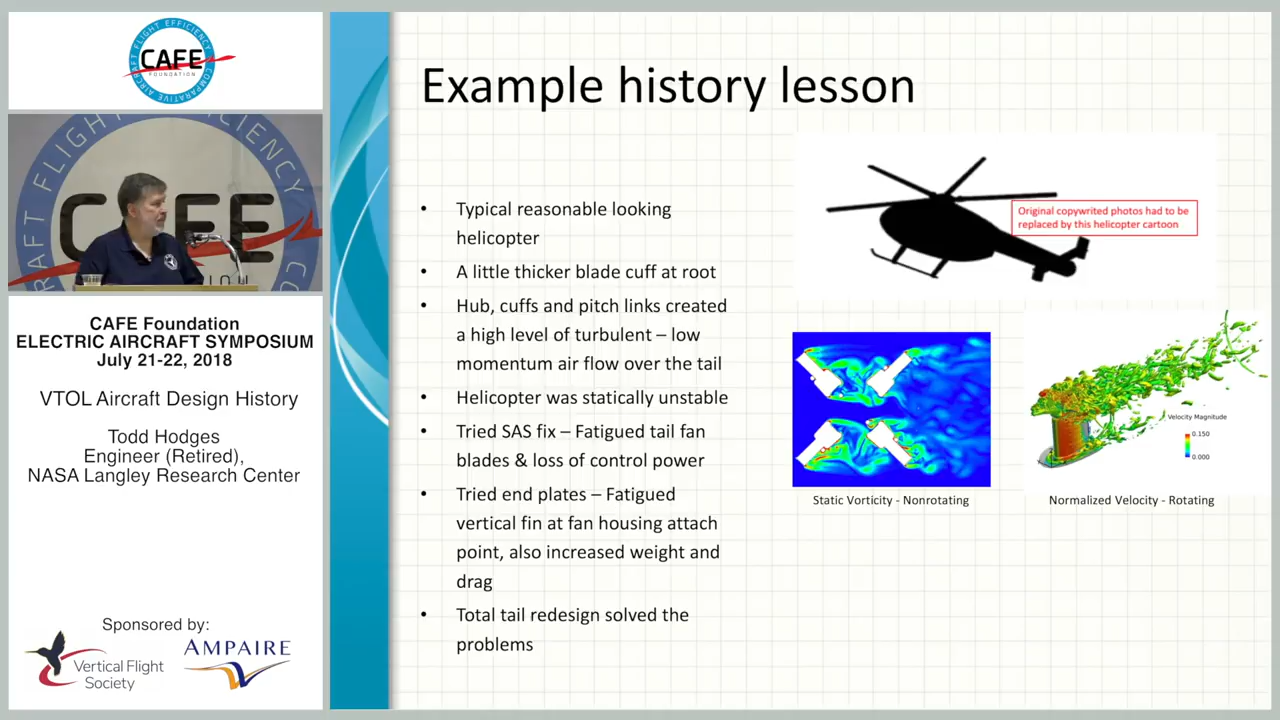 CAFE
FOUNDATION
COMPARATIVE AIRCRAFT FLIGHT EFFICIENCY
CAFE Foundation
ELECTRIC AIRCRAFT SYMPOSIUM
July 21-22, 2018
VTOL Aircraft Design History
Todd Hodges
Engineer (Retired),
NASA Langley Research Center
Sponsored by:
Vertical Flight
Society
AMPAIRE
Example history lesson
• Typical reasonable looking
helicopter
• A little thicker blade cuff at root
• Hub, cuffs and pitch links created
a high level of turbulent – low
momentum air flow over the tail
• Helicopter was statically unstable
• Tried SAS fix – Fatigued tail fan
blades & loss of control power
• Tried end plates – Fatigued
vertical fin at fan housing attach
point, also increased weight and
drag
• Total tail redesign solved the
problems
Original copywrited photos had to be
replaced by this helicopter cartoon
Static Vorticity - Nonrotating
Velocity Magnitude
0.150
0.000
Normalized Velocity - Rotating